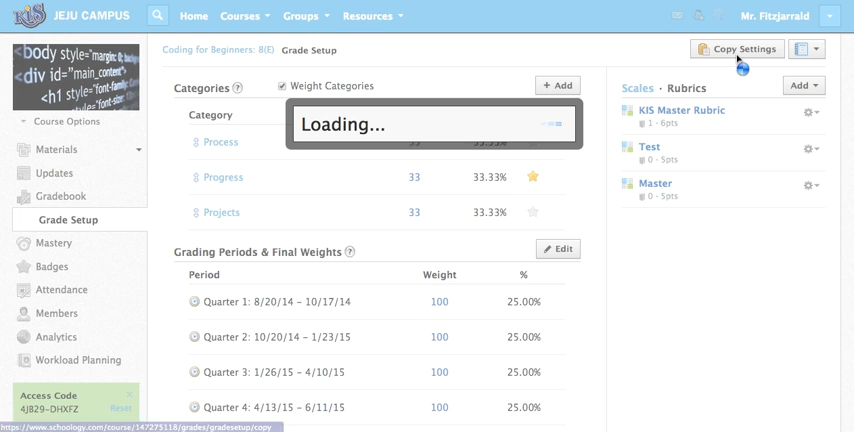 KIS JEJU CAMPUS Home Courses Groups Resources Mr. Fitzjarrald
<body style="margin: 0;
<div id="main_content"
<h1 style="float:
Course Options
Materials
Updates
Gradebook
Grade Setup
Mastery
Badges
Attendance
Members
Analytics
Workload Planning
Access Code
4JB29-DHXFZ Reset
Coding for Beginners: 8(E) Grade Setup
Copy Settings
Categories ? Weight Categories + Add
Category
Loading...
Process 33 33.33%
Progress 33 33.33%
Projects 33 33.33%
Grading Periods & Final Weights ? Edit
Period Weight %
Quarter 1: 8/20/14 - 10/17/14 100 25.00%
Quarter 2: 10/20/14 - 1/23/15 100 25.00%
Quarter 3: 1/26/15 - 4/10/15 100 25.00%
Quarter 4: 4/13/15 - 6/11/15 100 25.00%
Scales · Rubrics Add
KIS Master Rubric
1 · 6pts
Test
0 · 5pts
Master
0 · 5pts
https://www.schoology.com/course/147275118/grades/gradesetup/copy